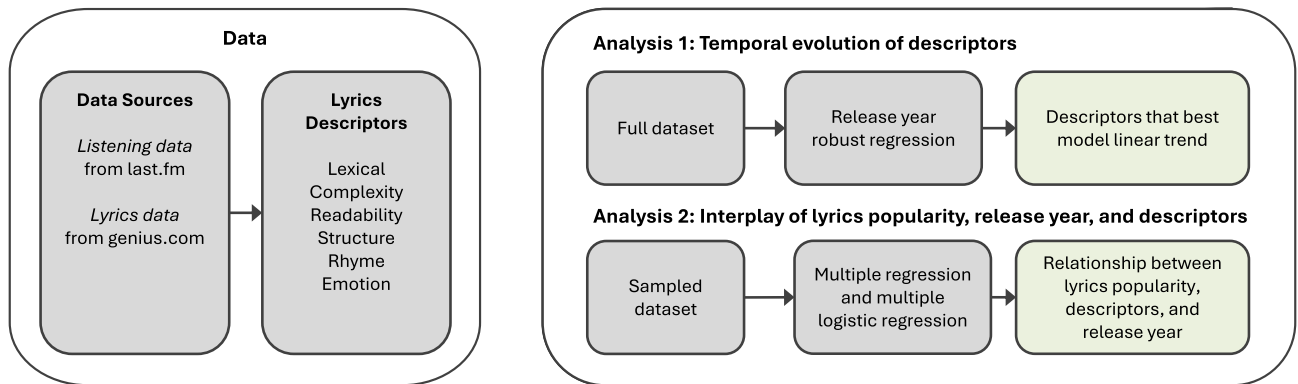 Data
Data Sources
Listening data
from last.fm
Lyrics data
from genius.com
Lyrics
Descriptors
Lexical
Complexity
Readability
Structure
Rhyme
Emotion
Analysis 1: Temporal evolution of descriptors
Full dataset
Release year
robust regression
Descriptors that best
model linear trend
Analysis 2: Interplay of lyrics popularity, release year, and descriptors
Sampled
dataset
Multiple regression
and multiple
logistic regression
Relationship between
lyrics popularity,
descriptors, and
release year